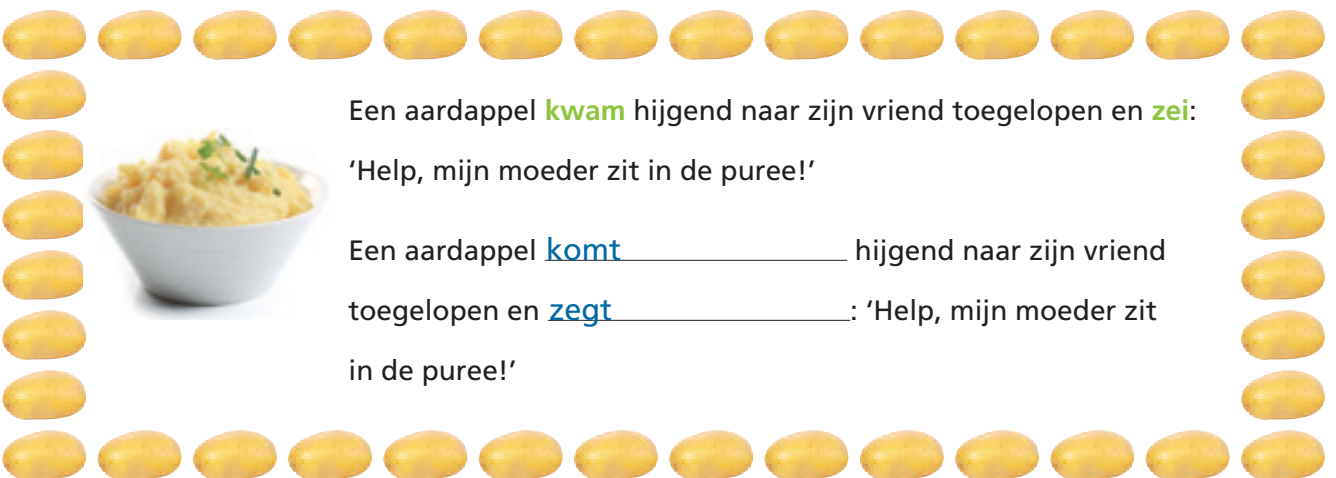 Een aardappel kwam hijgend naar zijn vriend toegelopen en zei:
‘Help, mijn moeder zit in de puree!’
Een aardappel komt hijgend naar zijn vriend
toegelopen en zegt : ‘Help, mijn moeder zit
in de puree!’